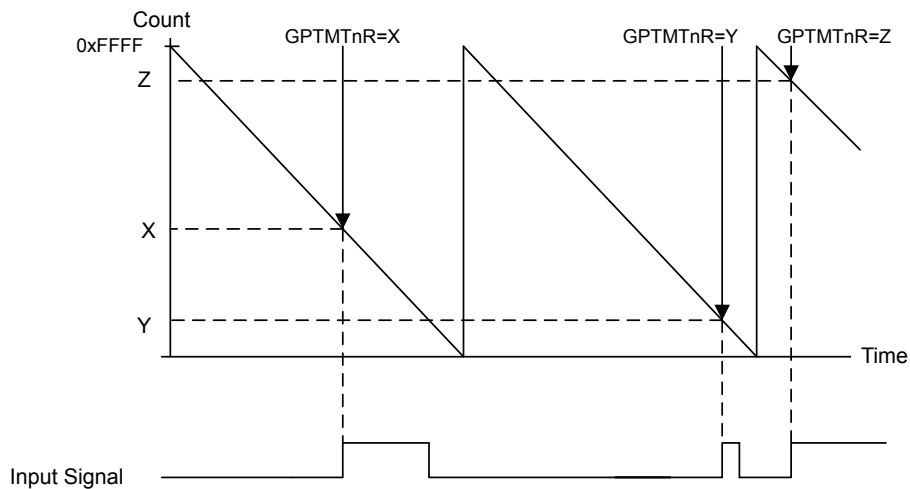 Count
0xFFFF
GPTMTnR=X
GPTMTnR=Y
GPTMTnR=Z
Z
X
Y
Time
Input Signal